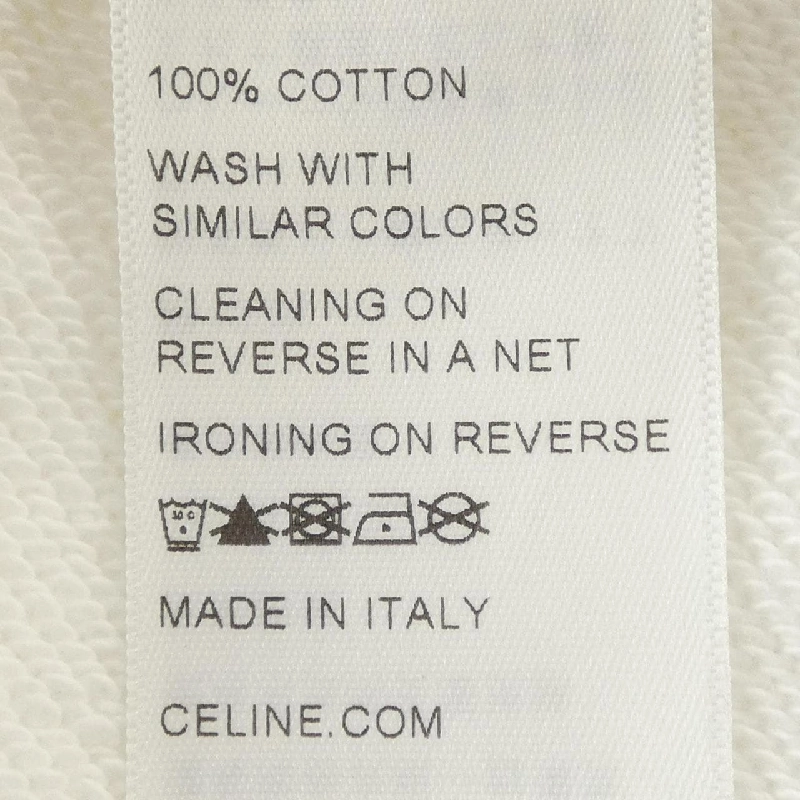 100% COTTON
WASH WITH
SIMILAR COLORS
CLEANING ON
REVERSE IN A NET
IRONING ON REVERSE
MADE IN ITALY
CELINE.COM